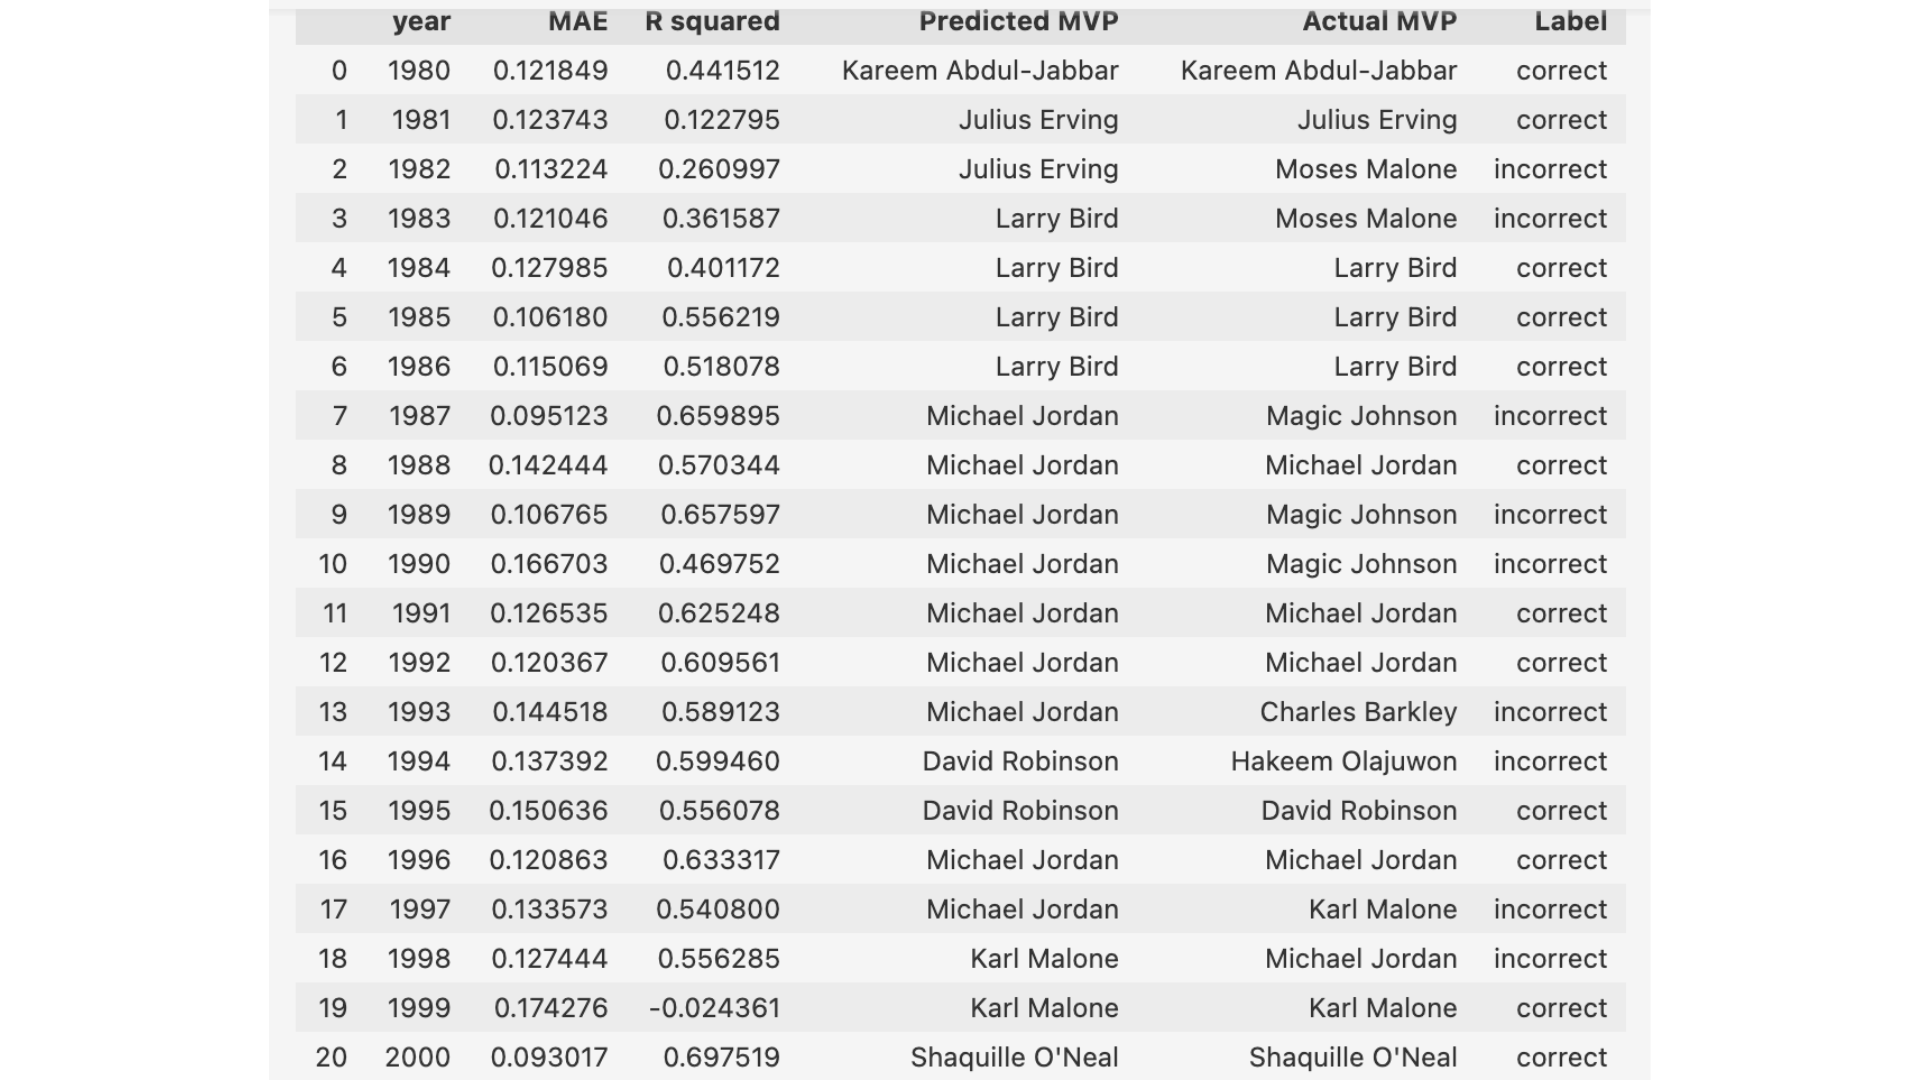 year MAE R squared Predicted MVP Actual MVP Label
0 1980 0.121849 0.441512 Kareem Abdul-Jabbar Kareem Abdul-Jabbar correct
1 1981 0.123743 0.122795 Julius Erving Julius Erving correct
2 1982 0.113224 0.260997 Julius Erving Moses Malone incorrect
3 1983 0.121046 0.361587 Larry Bird Moses Malone incorrect
4 1984 0.127985 0.401172 Larry Bird Larry Bird correct
5 1985 0.106180 0.556219 Larry Bird Larry Bird correct
6 1986 0.115069 0.518078 Larry Bird Larry Bird correct
7 1987 0.095123 0.659895 Michael Jordan Magic Johnson incorrect
8 1988 0.142444 0.570344 Michael Jordan Michael Jordan correct
9 1989 0.106765 0.657597 Michael Jordan Magic Johnson incorrect
10 1990 0.166703 0.469752 Michael Jordan Magic Johnson incorrect
11 1991 0.126535 0.625248 Michael Jordan Michael Jordan correct
12 1992 0.120367 0.609561 Michael Jordan Michael Jordan correct
13 1993 0.144518 0.589123 Michael Jordan Charles Barkley incorrect
14 1994 0.137392 0.599460 David Robinson Hakeem Olajuwon incorrect
15 1995 0.150636 0.556078 David Robinson David Robinson correct
16 1996 0.120863 0.633317 Michael Jordan Michael Jordan correct
17 1997 0.133573 0.540800 Michael Jordan Karl Malone incorrect
18 1998 0.127444 0.556285 Karl Malone Michael Jordan incorrect
19 1999 0.174276 -0.024361 Karl Malone Karl Malone correct
20 2000 0.093017 0.697519 Shaquille O'Neal Shaquille O'Neal correct